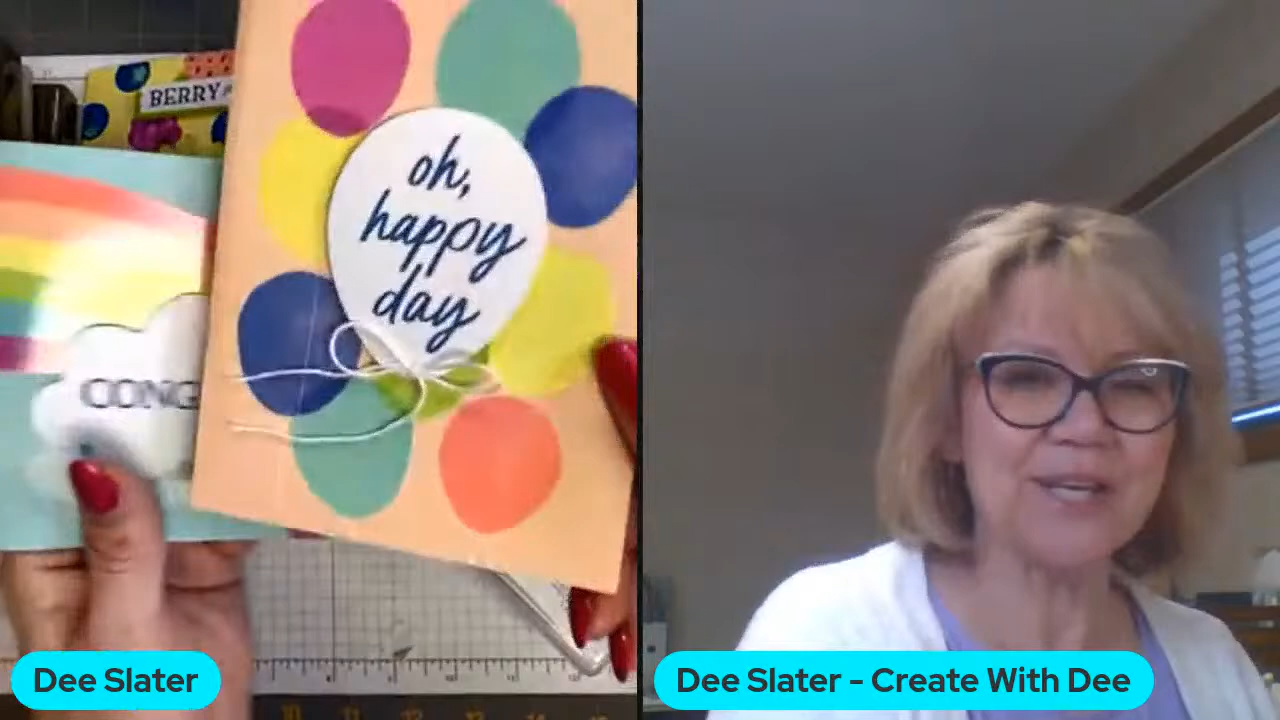 BERRY
oh,
happy
day
CONG
Dee Slater
Dee Slater - Create With Dee